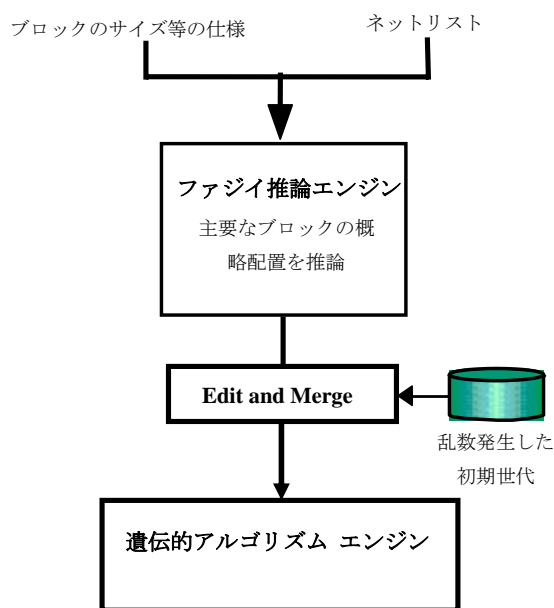 ブロックのサイズ等の仕様
ネットリスト
ファジイ推論エンジン
主要なブロックの概
略配置を推論
Edit and Merge
乱数発生した
初期世代
遺伝的アルゴリズム エンジン